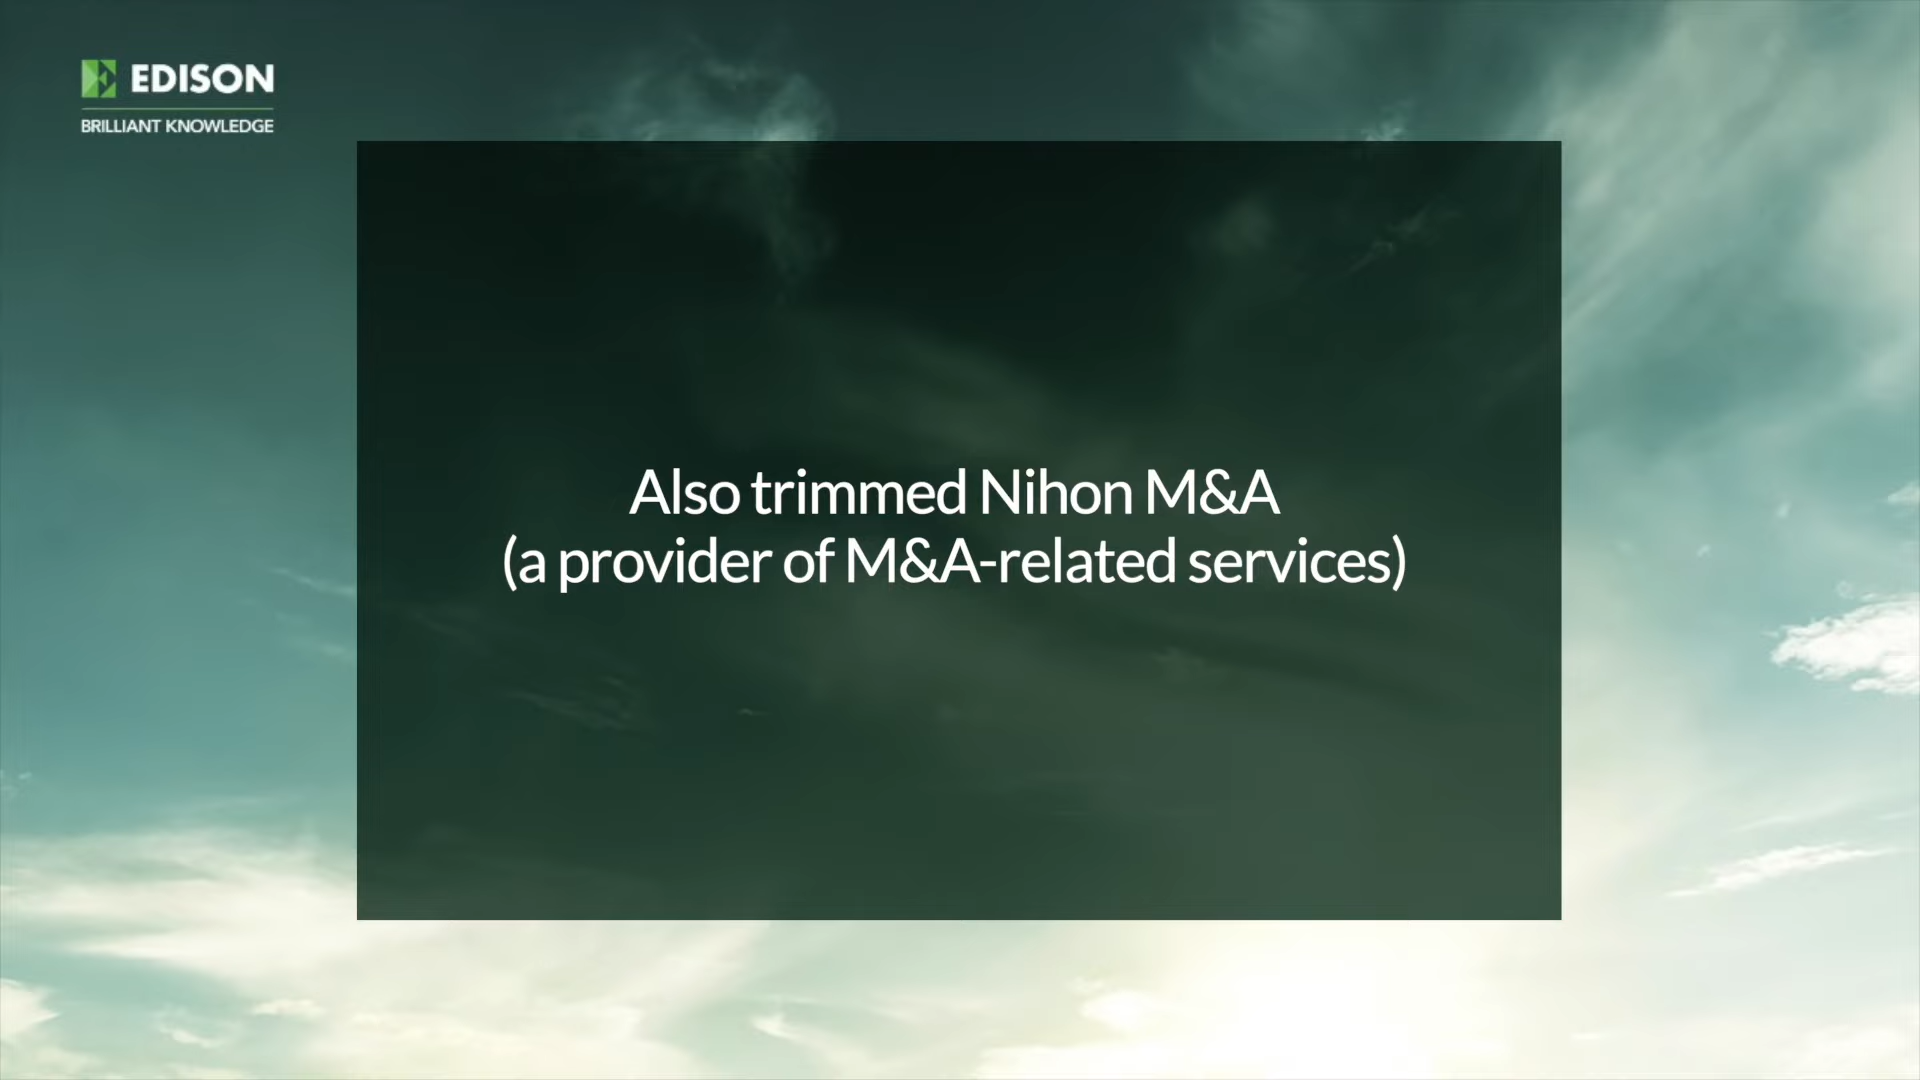 EDISON
BRILLIANT KNOWLEDGE
Also trimmed Nihon M&A
(a provider of M&A-related services)